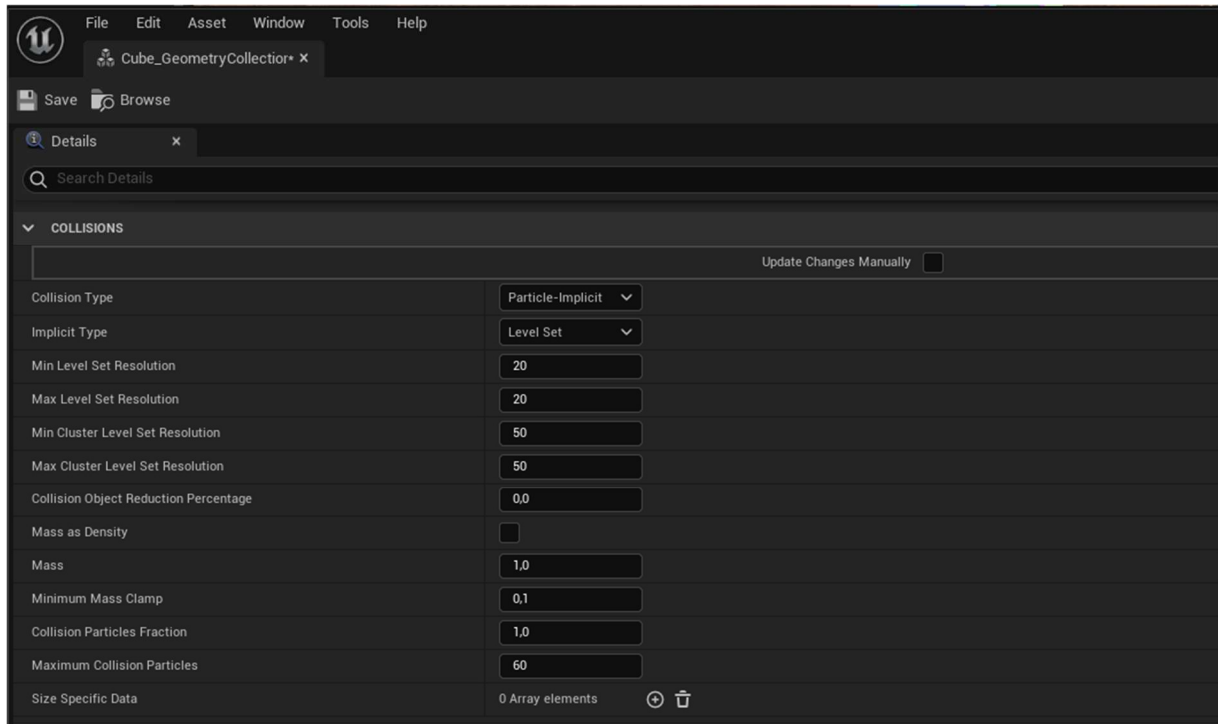 File Edit Asset Window Tools Help
Cube_GeometryCollection* ×
Save Browse
Details ×
Search Details
COLLISIONS
Update Changes Manually
Collision Type Particle-Implicit
Implicit Type Level Set
Min Level Set Resolution 20
Max Level Set Resolution 20
Min Cluster Level Set Resolution 50
Max Cluster Level Set Resolution 50
Collision Object Reduction Percentage 0,0
Mass as Density
Mass 1,0
Minimum Mass Clamp 0,1
Collision Particles Fraction 1,0
Maximum Collision Particles 60
Size Specific Data 0 Array elements